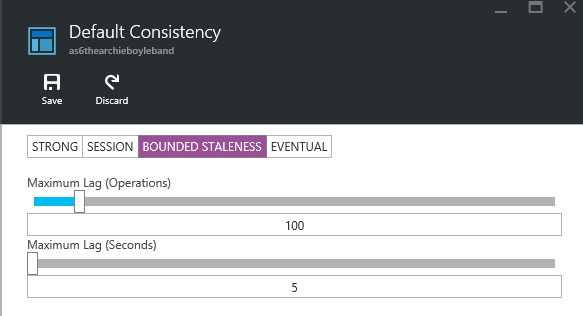 Default Consistency
as6thearchieboyleband
Save Discard
STRONG SESSION BOUNDED STALENESS EVENTUAL
Maximum Lag (Operations)
100
Maximum Lag (Seconds)
5